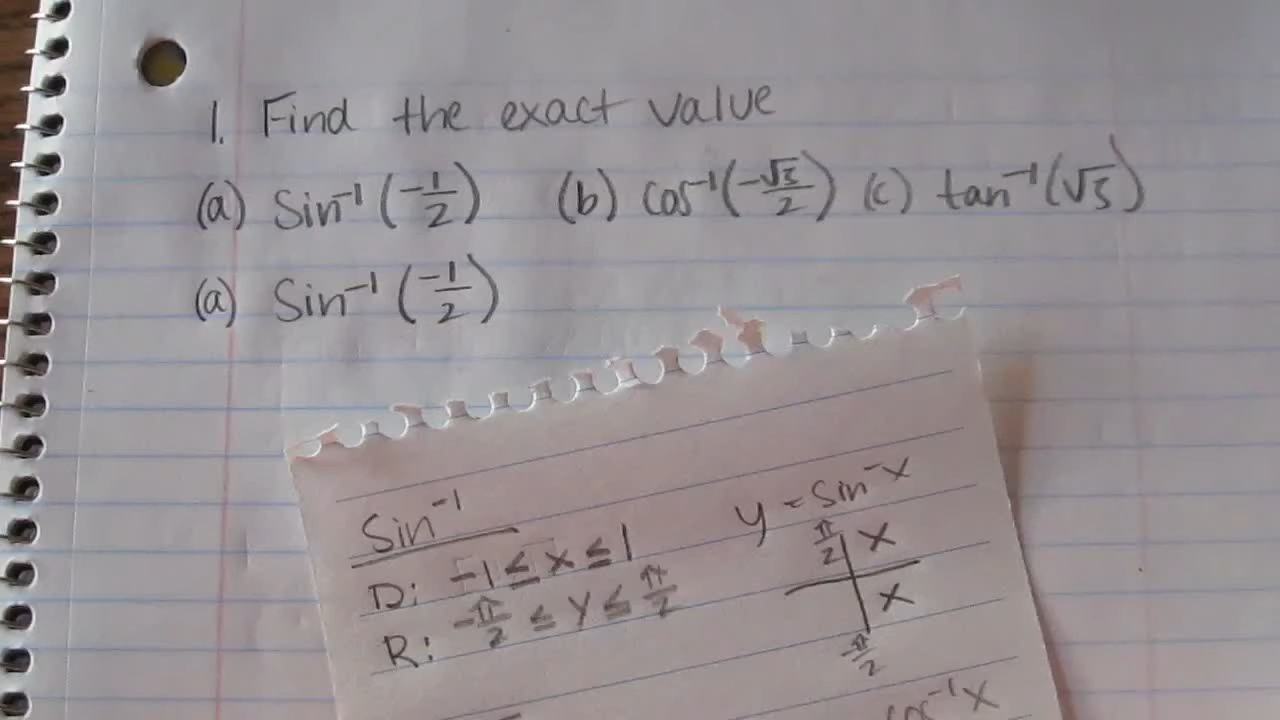 1. Find the exact value
(a) Sin⁻¹(-1/2) (b) cos⁻¹(-√3/2) (c) tan⁻¹(√3)
(a) Sin⁻¹(-1/2)
Sin⁻¹
D: -1 ≤ x ≤ 1
R: -π/2 ≤ y ≤ π/2
y = sin⁻x
π/2 x
x
-π/2
cos⁻¹x